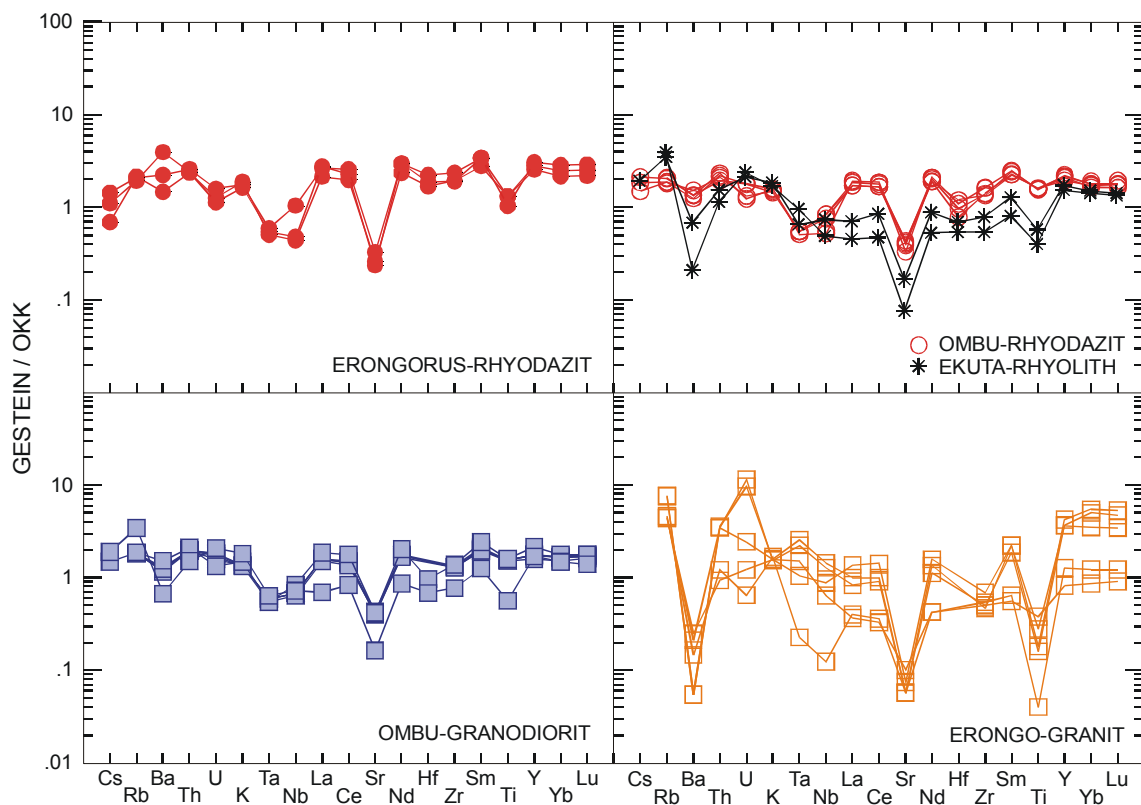 100
10
1
.1
GESTEIN / OKK
ERONGORUS-RHYODAZIT
OMBU-RHYODAZIT
EKUTA-RHYOLITH
10
1
.1
.01
OMBU-GRANODIORIT
ERONGO-GRANIT
Cs Ba U Ta La Sr Hf Sm Y Lu Cs Ba U Ta La Sr Hf Sm Y Lu
Rb Th K Nb Ce Nd Zr Ti Yb Rb Th K Nb Ce Nd Zr Ti Yb